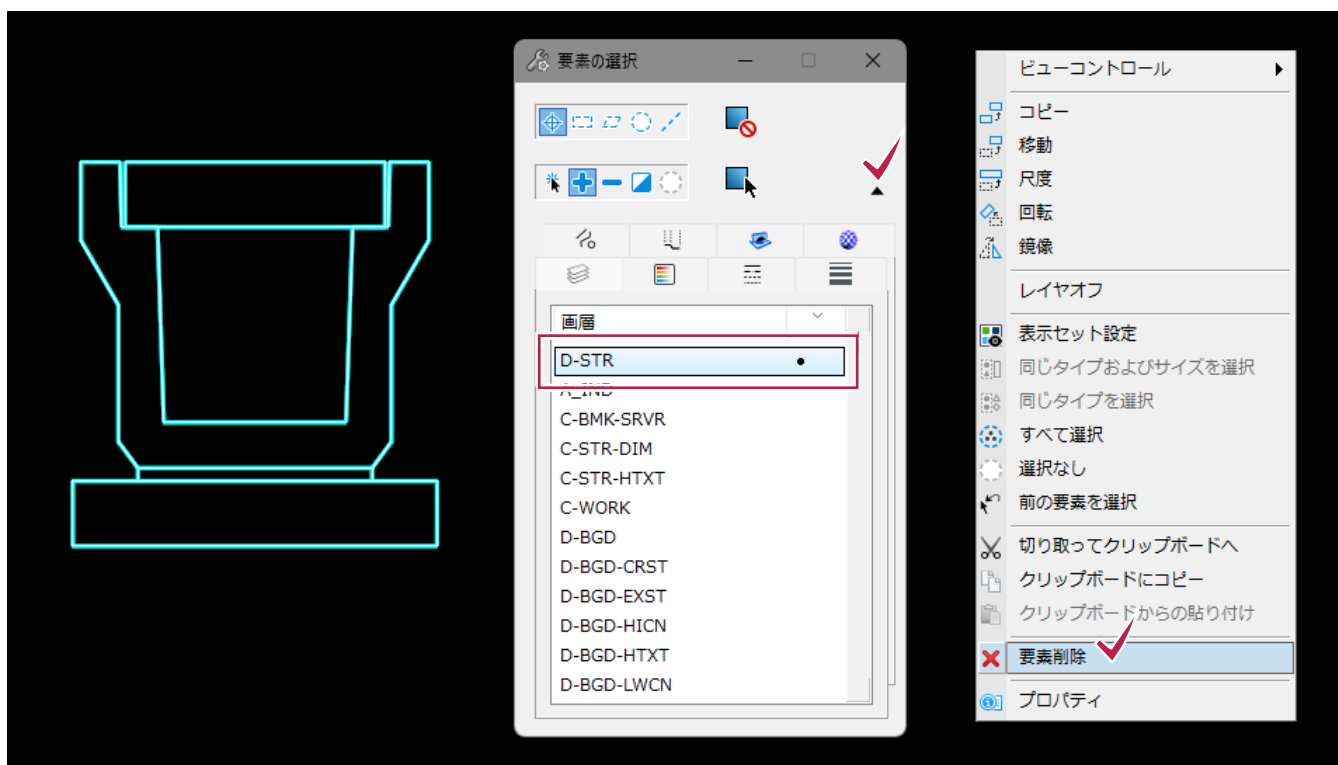 要素の選択
画層
D-STR
A_IND
C-BMK-SRVR
C-STR-DIM
C-STR-HTXT
C-WORK
D-BGD
D-BGD-CRST
D-BGD-EXST
D-BGD-HICN
D-BGD-HTXT
D-BGD-LWCN
ビューコントロール
コピー
移動
尺度
回転
鏡像
レイヤオフ
表示セット設定
同じタイプおよびサイズを選択
同じタイプを選択
すべて選択
選択なし
前の要素を選択
切り取ってクリップボードへ
クリップボードにコピー
クリップボードからの貼り付け
要素削除
プロパティ